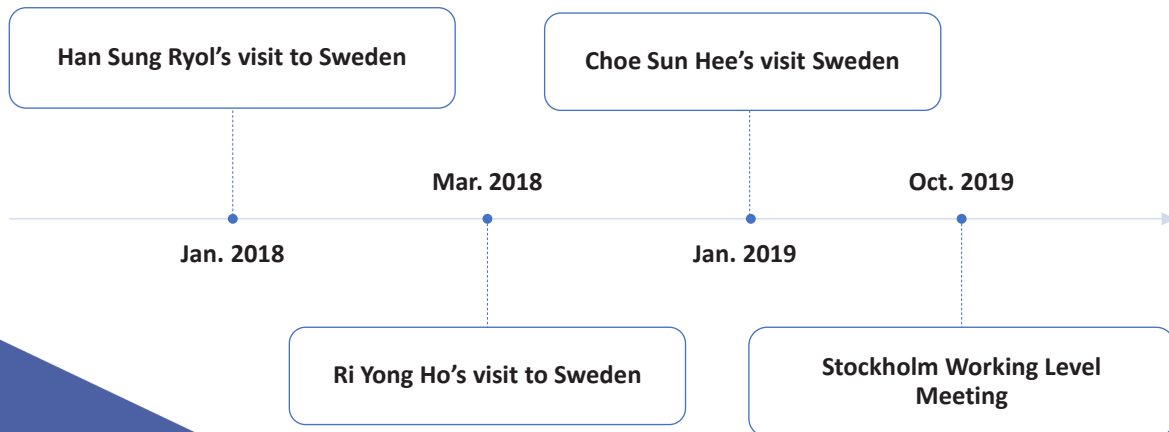 Han Sung Ryol's visit to Sweden
Choe Sun Hee's visit Sweden
Mar. 2018
Oct. 2019
Jan. 2018
Jan. 2019
Ri Yong Ho's visit to Sweden
Stockholm Working Level
Meeting